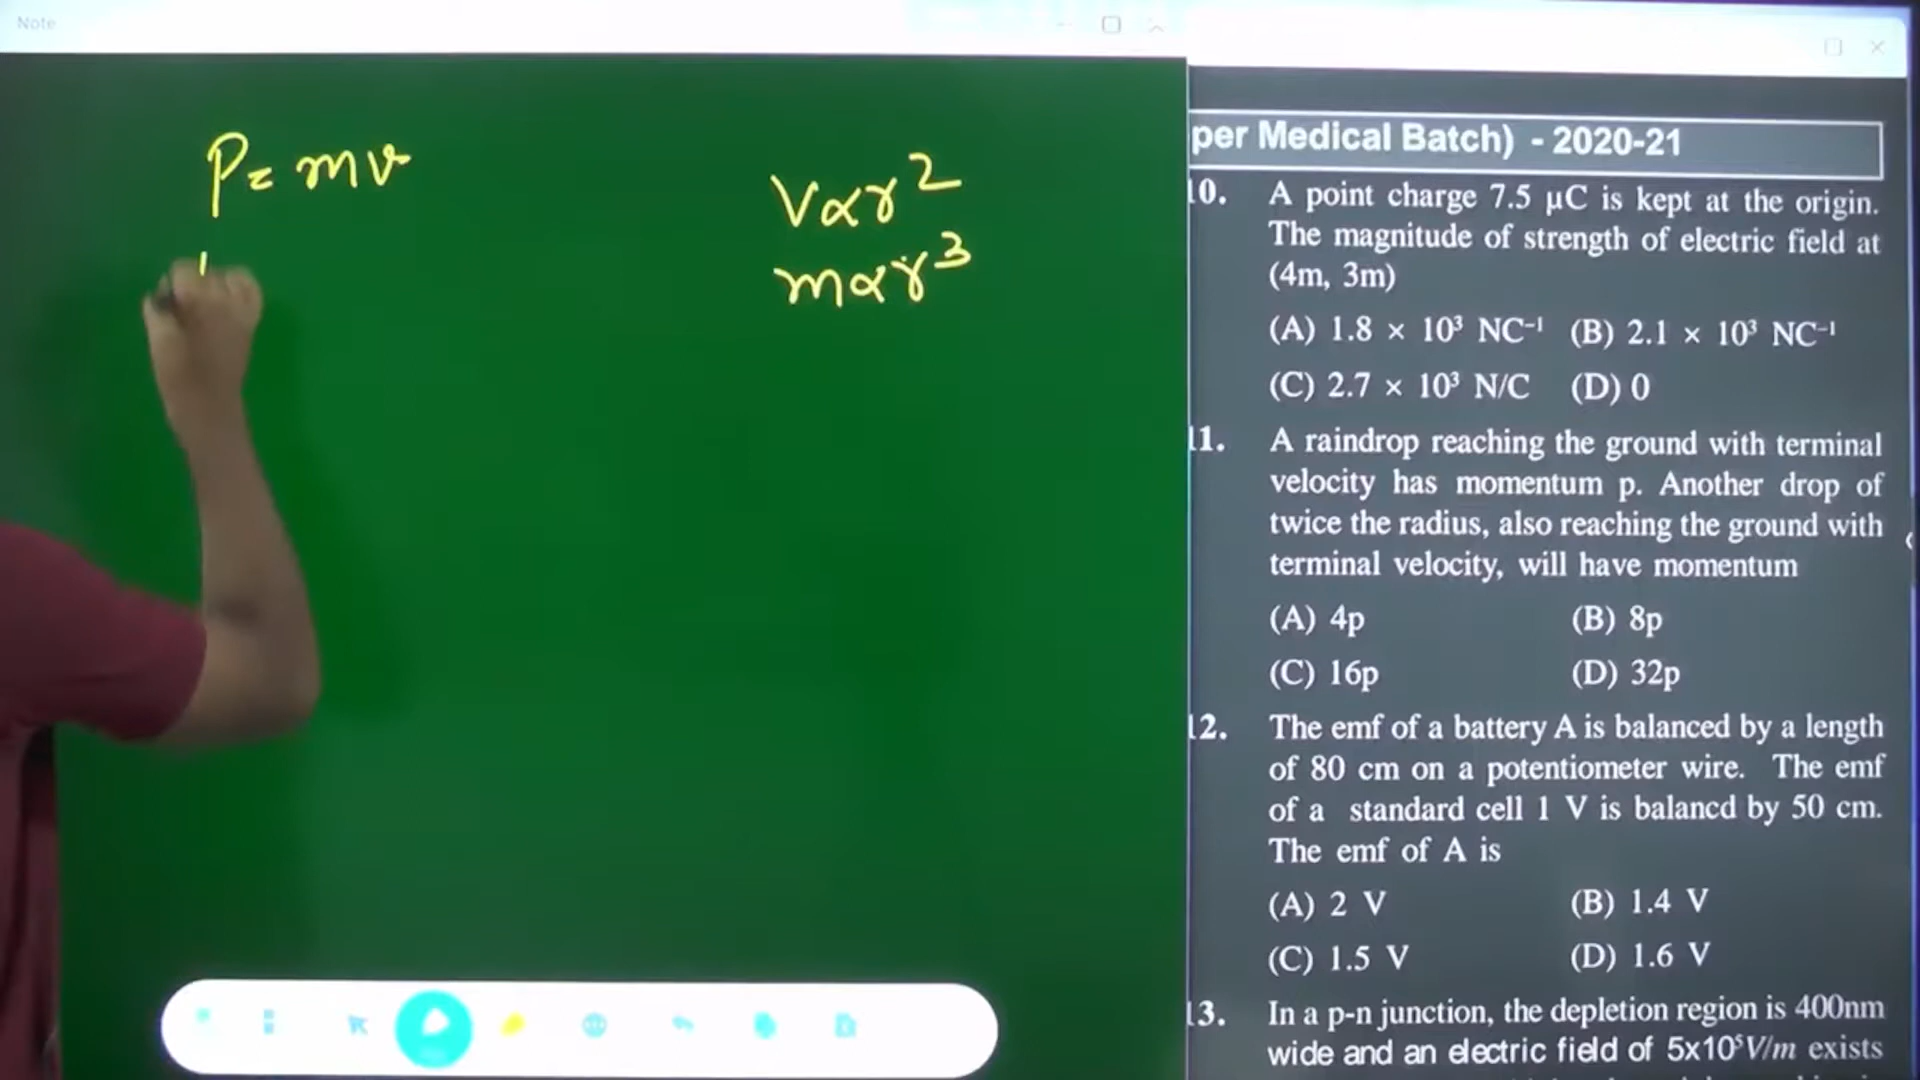 Note
P = mv
V∝r²
m∝r³
per Medical Batch) - 2020-21
10. A point charge 7.5 μC is kept at the origin.
The magnitude of strength of electric field at
(4m, 3m)
(A) 1.8 × 10³ NC⁻¹ (B) 2.1 × 10³ NC⁻¹
(C) 2.7 × 10³ N/C (D) 0
11. A raindrop reaching the ground with terminal
velocity has momentum p. Another drop of
twice the radius, also reaching the ground with
terminal velocity, will have momentum
(A) 4p (B) 8p
(C) 16p (D) 32p
12. The emf of a battery A is balanced by a length
of 80 cm on a potentiometer wire. The emf
of a standard cell 1 V is balancd by 50 cm.
The emf of A is
(A) 2 V (B) 1.4 V
(C) 1.5 V (D) 1.6 V
13. In a p-n junction, the depletion region is 400nm
wide and an electric field of 5x10⁵V/m exists